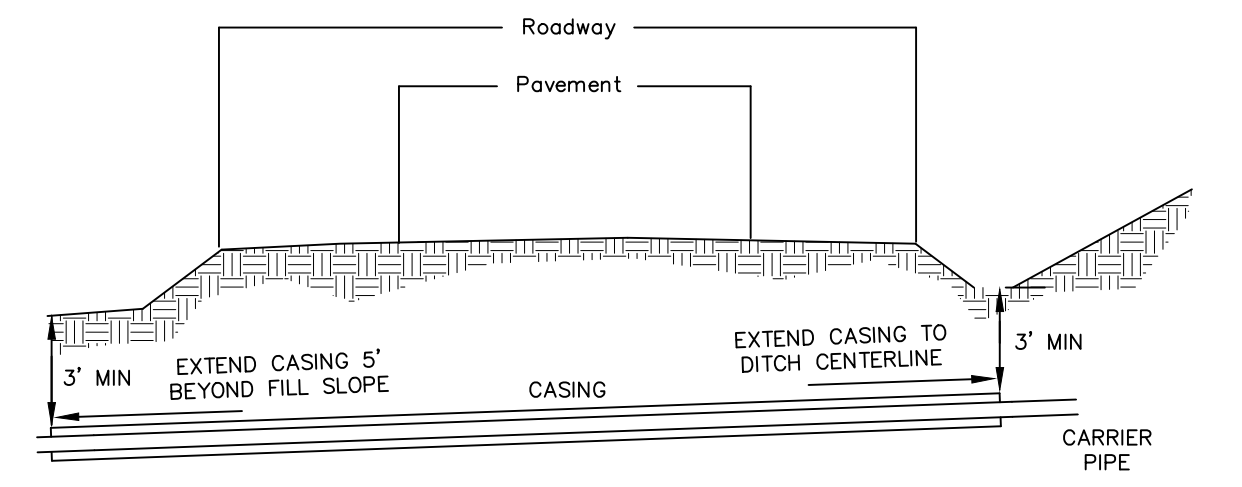 Roadway
Pavement
EXTEND CASING TO
DITCH CENTERLINE
3' MIN
EXTEND CASING 5'
BEYOND FILL SLOPE
3' MIN
CASING
CARRIER
PIPE